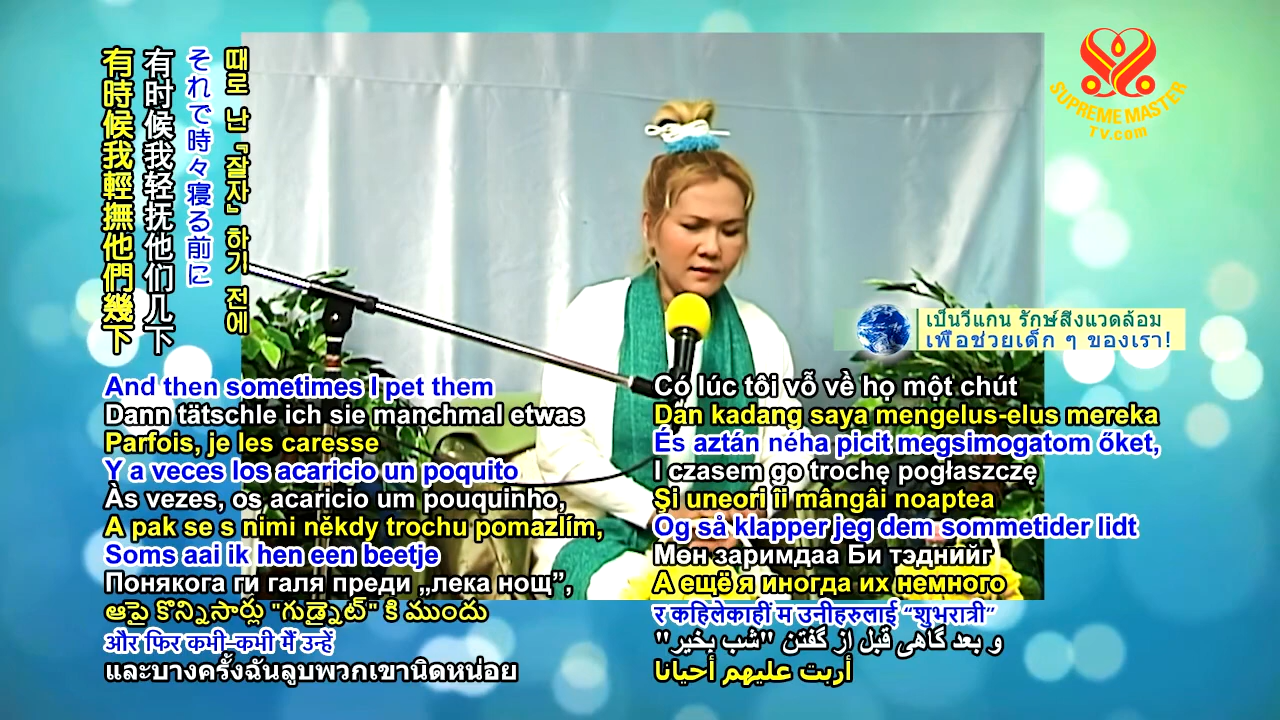 有時候我輕撫他們幾下
有时候我轻抚他们几下
それで時々寝る前に
때로 난『잘자』하기 전에
SUPREME MASTER
TV.com
เป็นวีแกน รักษ์สิ่งแวดล้อม
เพื่อช่วยเด็ก ๆ ของเรา!
And then sometimes I pet them
Dann tätschle ich sie manchmal etwas
Parfois, je les caresse
Y a veces los acaricio un poquito
Às vezes, os acaricio um pouquinho,
A pak se s nimi někdy trochu pomazlím,
Soms aai ik hen een beetje
Понякога ги галя преди „лека нощ”,
ఆపై కొన్నిసార్లు "గుడ్నైట్" కి ముందు
और फिर कभी-कभी मैं उन्हें
และบางครั้งฉันลูบพวกเขานิดหน่อย
Có lúc tôi vỗ về họ một chút
Dan kadang saya mengelus-elus mereka
És aztán néha picit megsimogatom őket,
I czasem go trochę pogłaszczę
Şi uneori îi mângâi noaptea
Og så klapper jeg dem sommetider lidt
Мөн заримдаа Би тэднийг
А ещё я иногда их немного
र कहिलेकाहीं म उनीहरुलाई “शुभरात्री”
و بعد گاهی قبل از گفتن "شب بخیر"
أربت عليهم أحيانا